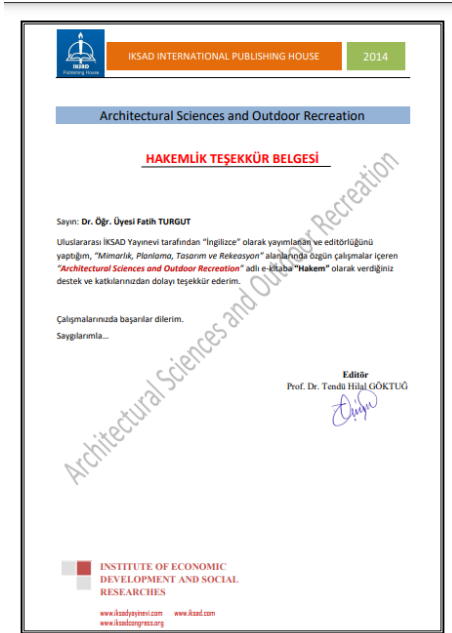 IKSAD
Publishing House
IKSAD INTERNATIONAL PUBLISHING HOUSE
2014
Architectural Sciences and Outdoor Recreation
HAKEMLİK TEŞEKKÜR BELGESİ
Sayın: Dr. Öğr. Üyesi Fatih TURGUT
Uluslararası İKSAD Yayınevi tarafından “İngilizce” olarak yayımlanan ve editörlüğünü
yaptığım, “Mimarlık, Planlama, Tasarım ve Rekreasyon” alanlarında özgün çalışmalar içeren
“Architectural Sciences and Outdoor Recreation” adlı e-kitaba “Hakem” olarak verdiğiniz
destek ve katkılarınızdan dolayı teşekkür ederim.
Çalışmalarınızda başarılar dilerim.
Saygılarımla...
Architectural Sciences and Outdoor Recreation
Editör
Prof. Dr. Tendü Hilal GÖKTUĞ
INSTITUTE OF ECONOMIC
DEVELOPMENT AND SOCIAL
RESEARCHES
www.iksadyayinevi.com www.iksad.com
www.iksadcongress.org